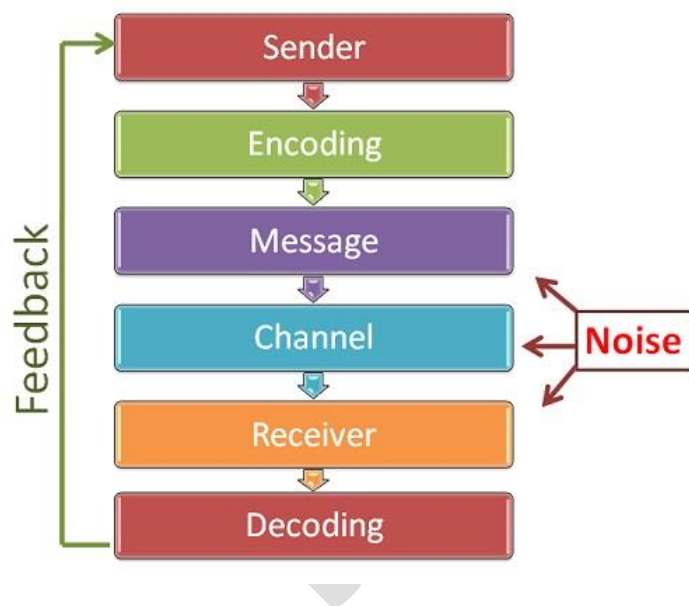 Sender
Encoding
Message
Channel
Receiver
Decoding
Feedback
Noise